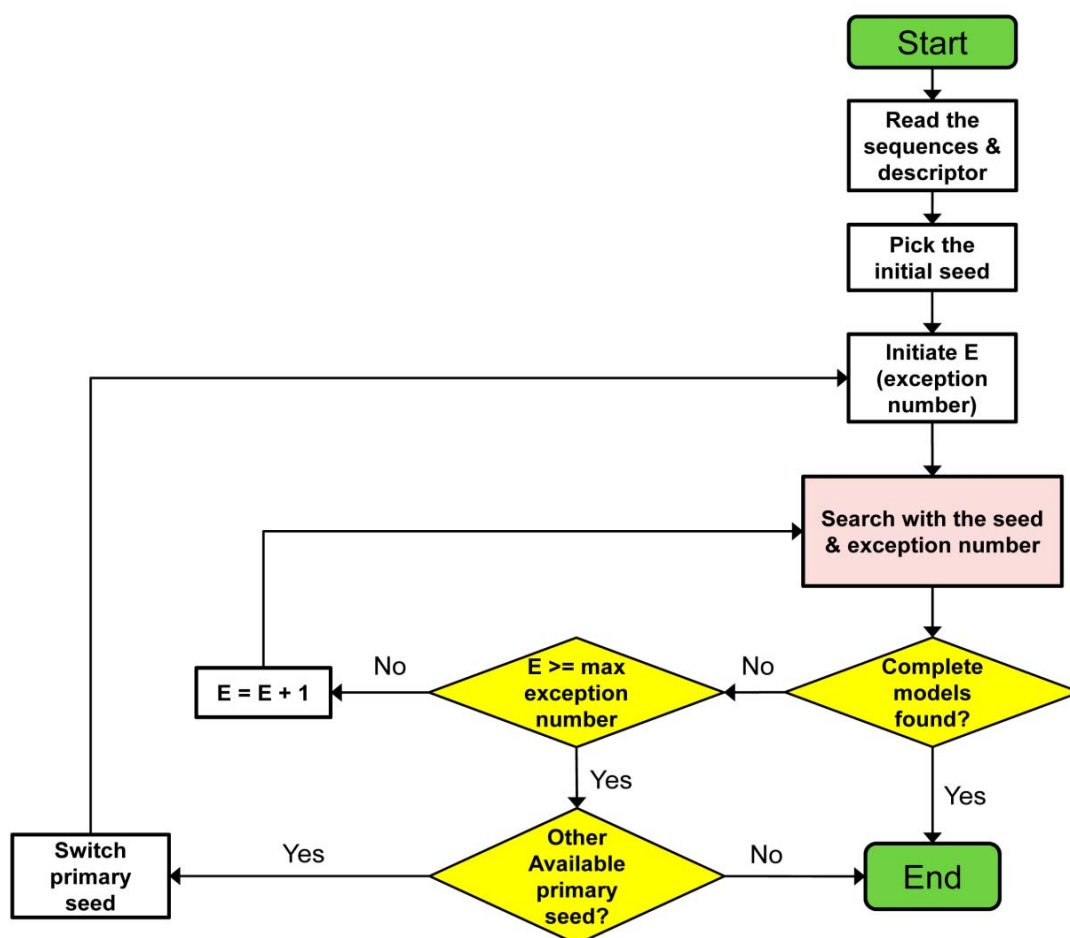 Start
Read the
sequences &
descriptor
Pick the
initial seed
Initiate E
(exception
number)
Search with the seed
& exception number
Complete
models
found?
No
E >= max
exception
number
No
E = E + 1
Yes
Yes
Other
Available
primary
seed?
Yes
No
Switch
primary
seed
End